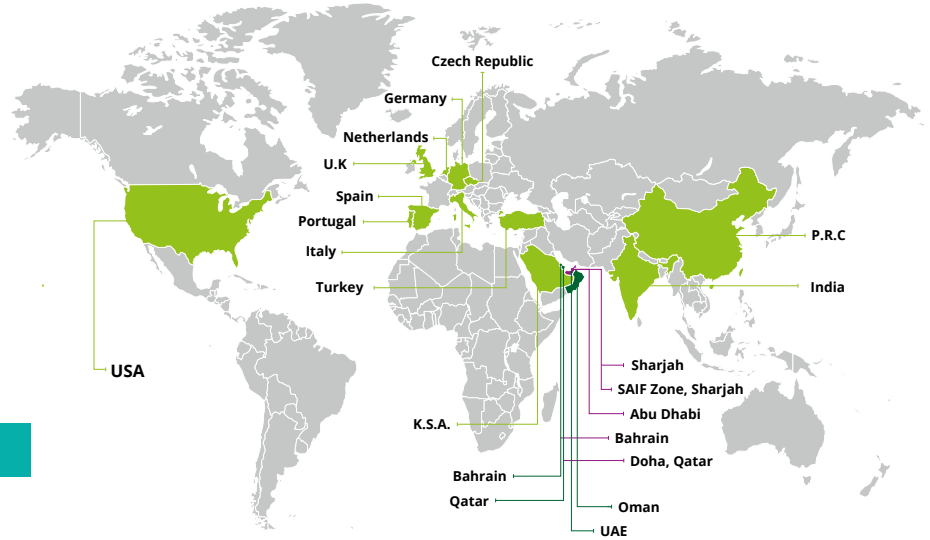 Czech Republic
Germany
Netherlands
U.K
Spain
Portugal
Italy
Turkey
P.R.C
India
USA
Sharjah
SAIF Zone, Sharjah
Abu Dhabi
K.S.A.
Bahrain
Doha, Qatar
Bahrain
Qatar
Oman
UAE